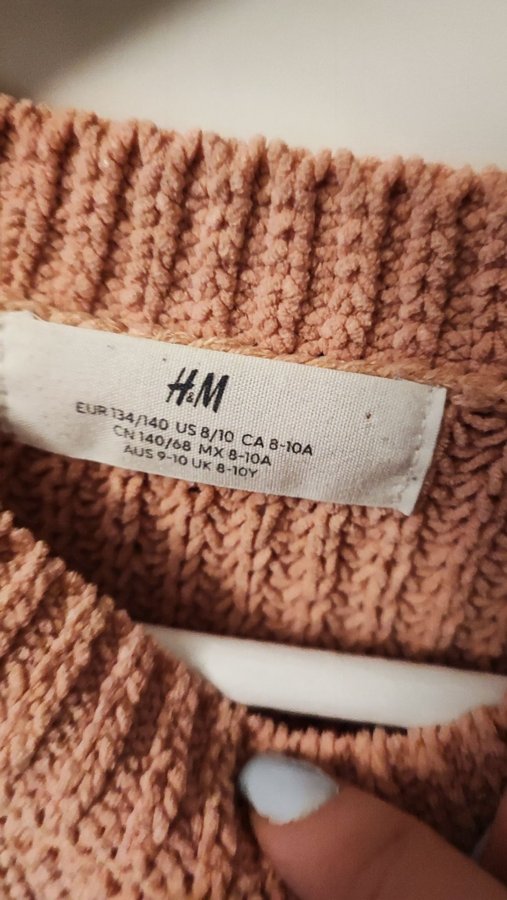 H&M
EUR 134/140 US 8/10 CA 8-10A
CN 140/68 MX 8-10A
AUS 9-10 UK 8-10Y